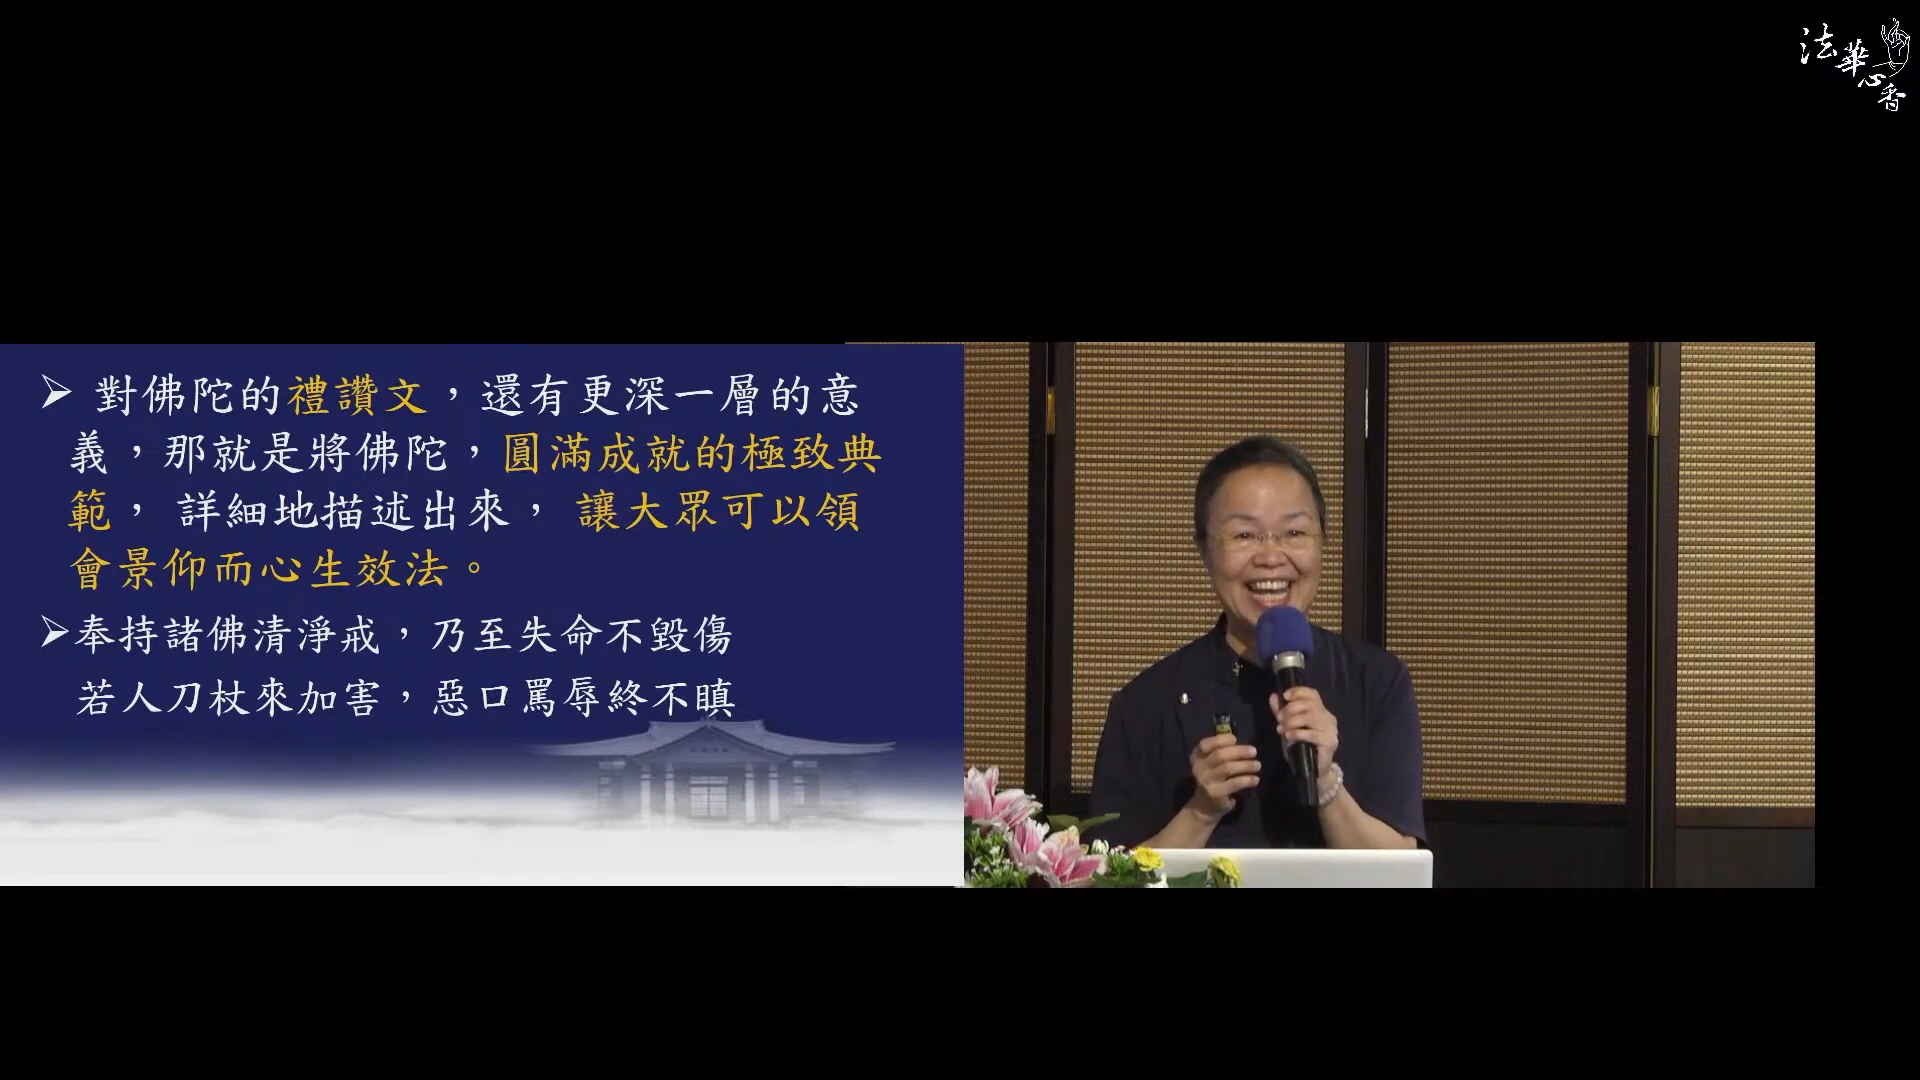 法華心香
➢ 對佛陀的禮讚文，還有更深一層的意
義，那就是將佛陀，圓滿成就的極致典
範， 詳細地描述出來， 讓大眾可以領
會景仰而心生效法。
➢奉持諸佛清淨戒，乃至失命不毀傷
若人刀杖來加害，惡口罵辱終不瞋